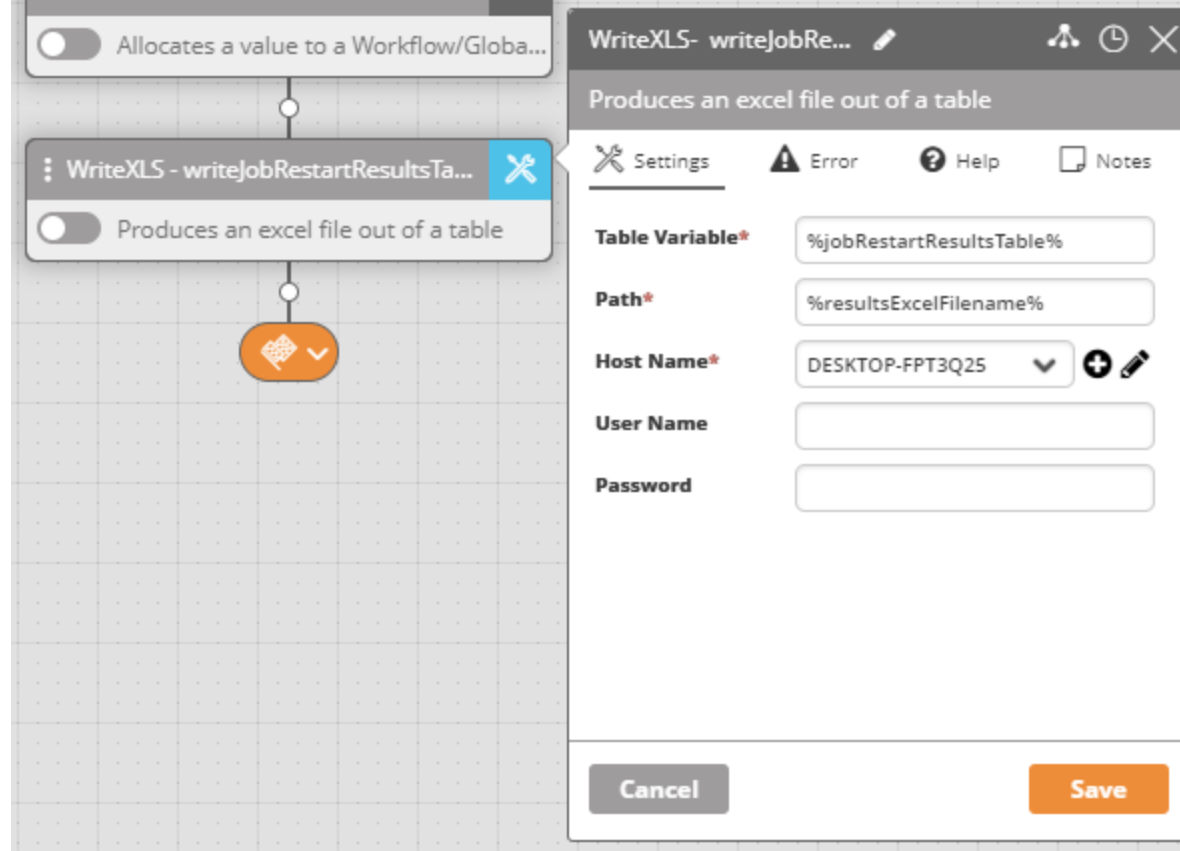 Allocates a value to a Workflow/Globa...
WriteXLS - writeJobRestartResultsTa...
Produces an excel file out of a table
WriteXLS- writeJobRe...
Produces an excel file out of a table
Settings Error Help Notes
Table Variable* %jobRestartResultsTable%
Path* %resultsExcelFilename%
Host Name* DESKTOP-FPT3Q25
User Name
Password
Cancel Save